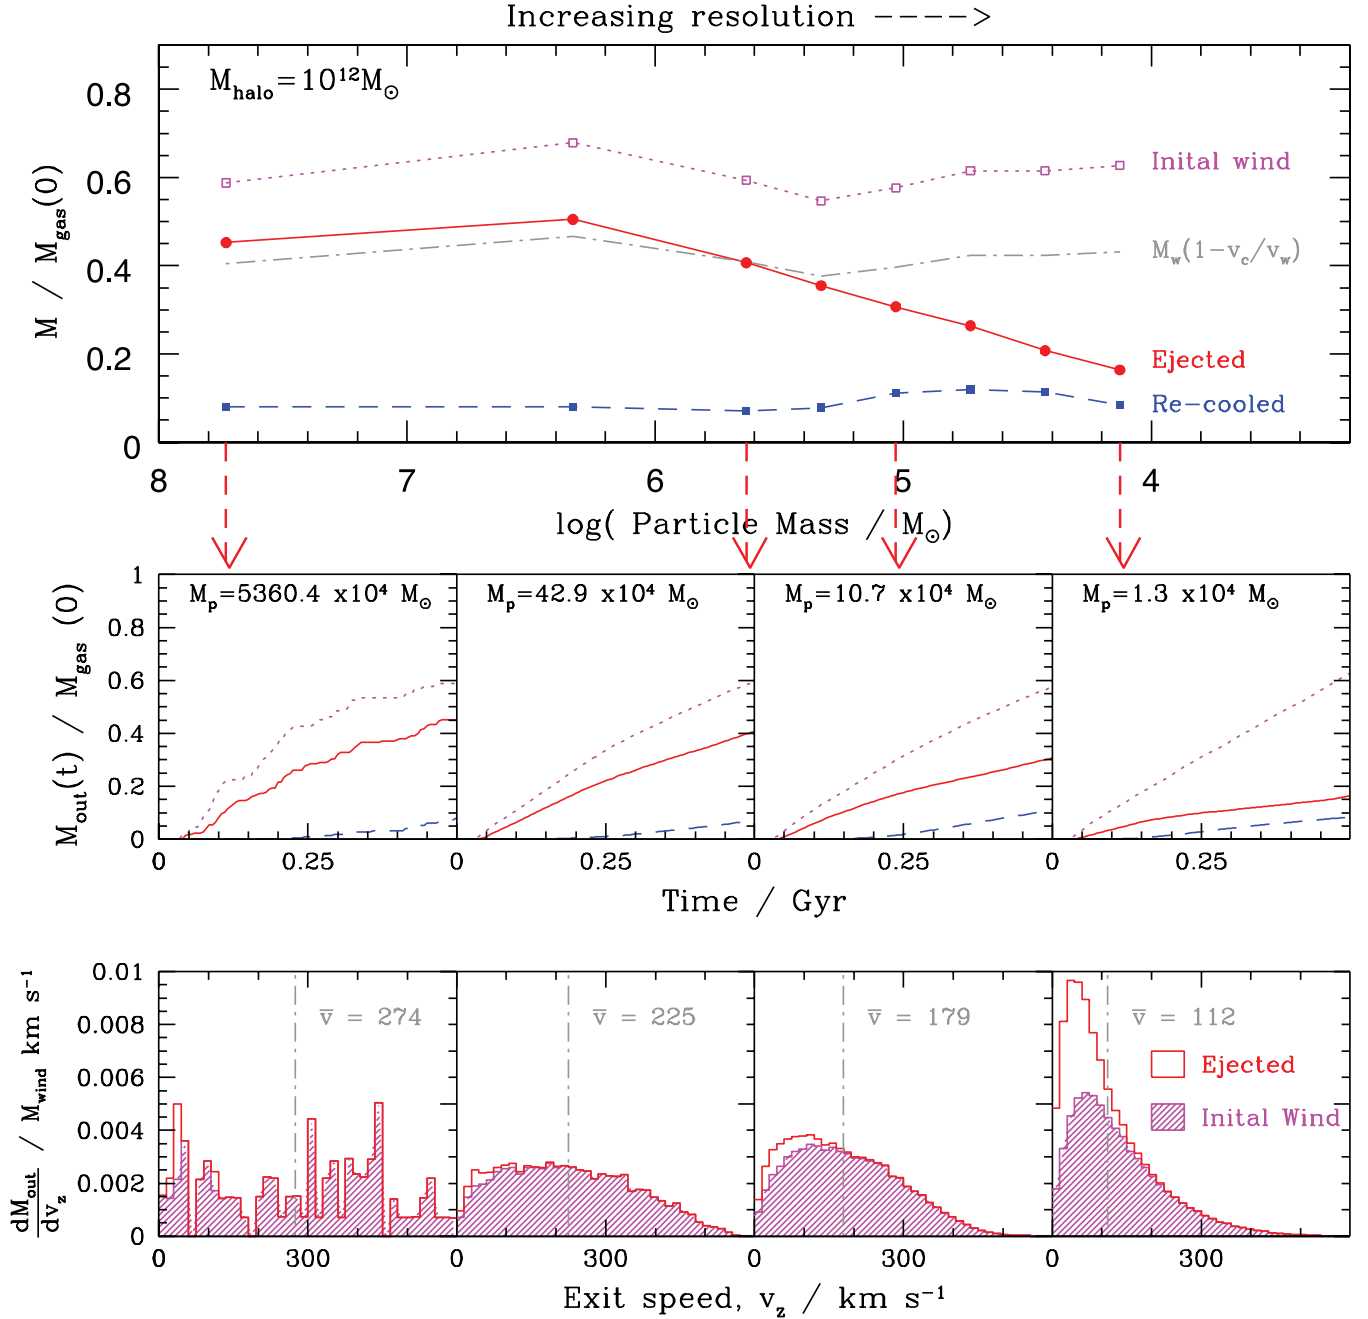 Increasing resolution ---->
M_halo=10^12M_⊙
0.8
0.6
0.4
0.2
0
M / M_gas(0)
Inital wind
M_w(1-v_c/v_w)
Ejected
Re-cooled
8 7 6 5 4
log( Particle Mass / M_⊙)
M_p=5360.4 x10^4 M_⊙ M_p=42.9 x10^4 M_⊙ M_p=10.7 x10^4 M_⊙ M_p=1.3 x10^4 M_⊙
1
0.8
0.6
0.4
0.2
0
M_out(t) / M_gas (0)
0 0.25 0 0.25 0 0.25 0 0.25
Time / Gyr
0.01
0.008
0.006
0.004
0.002
0
dM_out/dv_z / M_wind km s^-1
v̄ = 274 v̄ = 225 v̄ = 179 v̄ = 112
Ejected
Inital Wind
0 300 0 300 0 300 0 300
Exit speed, v_z / km s^-1